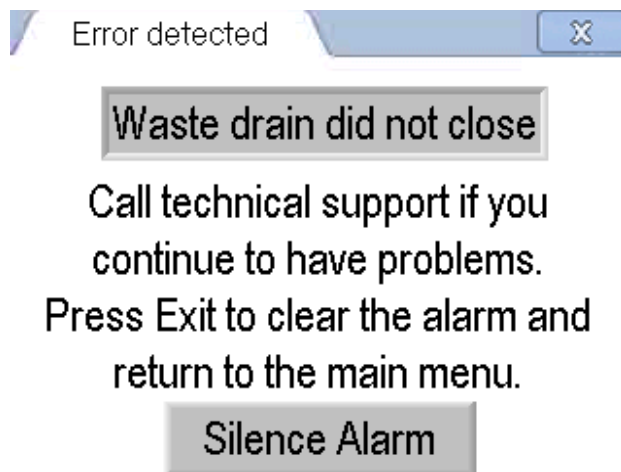 Error detected
Waste drain did not close
Call technical support if you
continue to have problems.
Press Exit to clear the alarm and
return to the main menu.
Silence Alarm